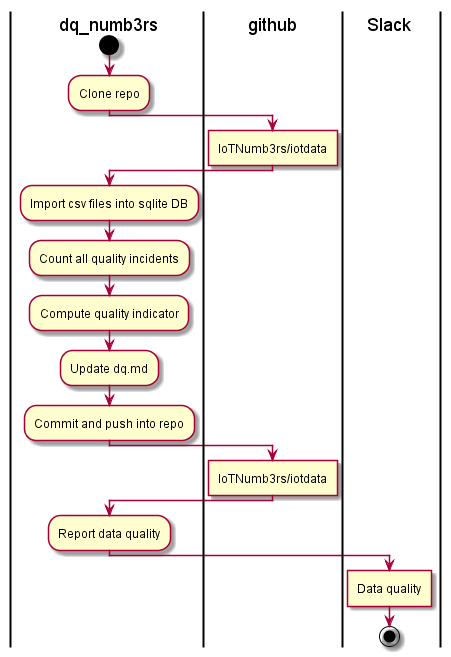 dq_numb3rs
github
Slack
Clone repo
IoTNumb3rs/iotdata
Import csv files into sqlite DB
Count all quality incidents
Compute quality indicator
Update dq.md
Commit and push into repo
IoTNumb3rs/iotdata
Report data quality
Data quality